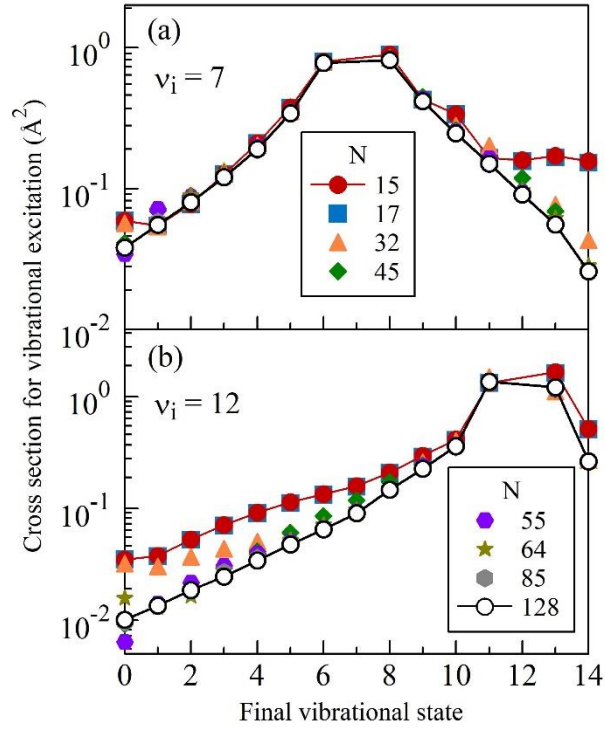 Cross section for vibrational excitation (Å²)
(a)
νi = 7
10⁰
10⁻¹
10⁻²
N
15
17
32
45
(b)
νi = 12
10⁰
10⁻¹
10⁻²
N
55
64
85
128
0 2 4 6 8 10 12 14
Final vibrational state